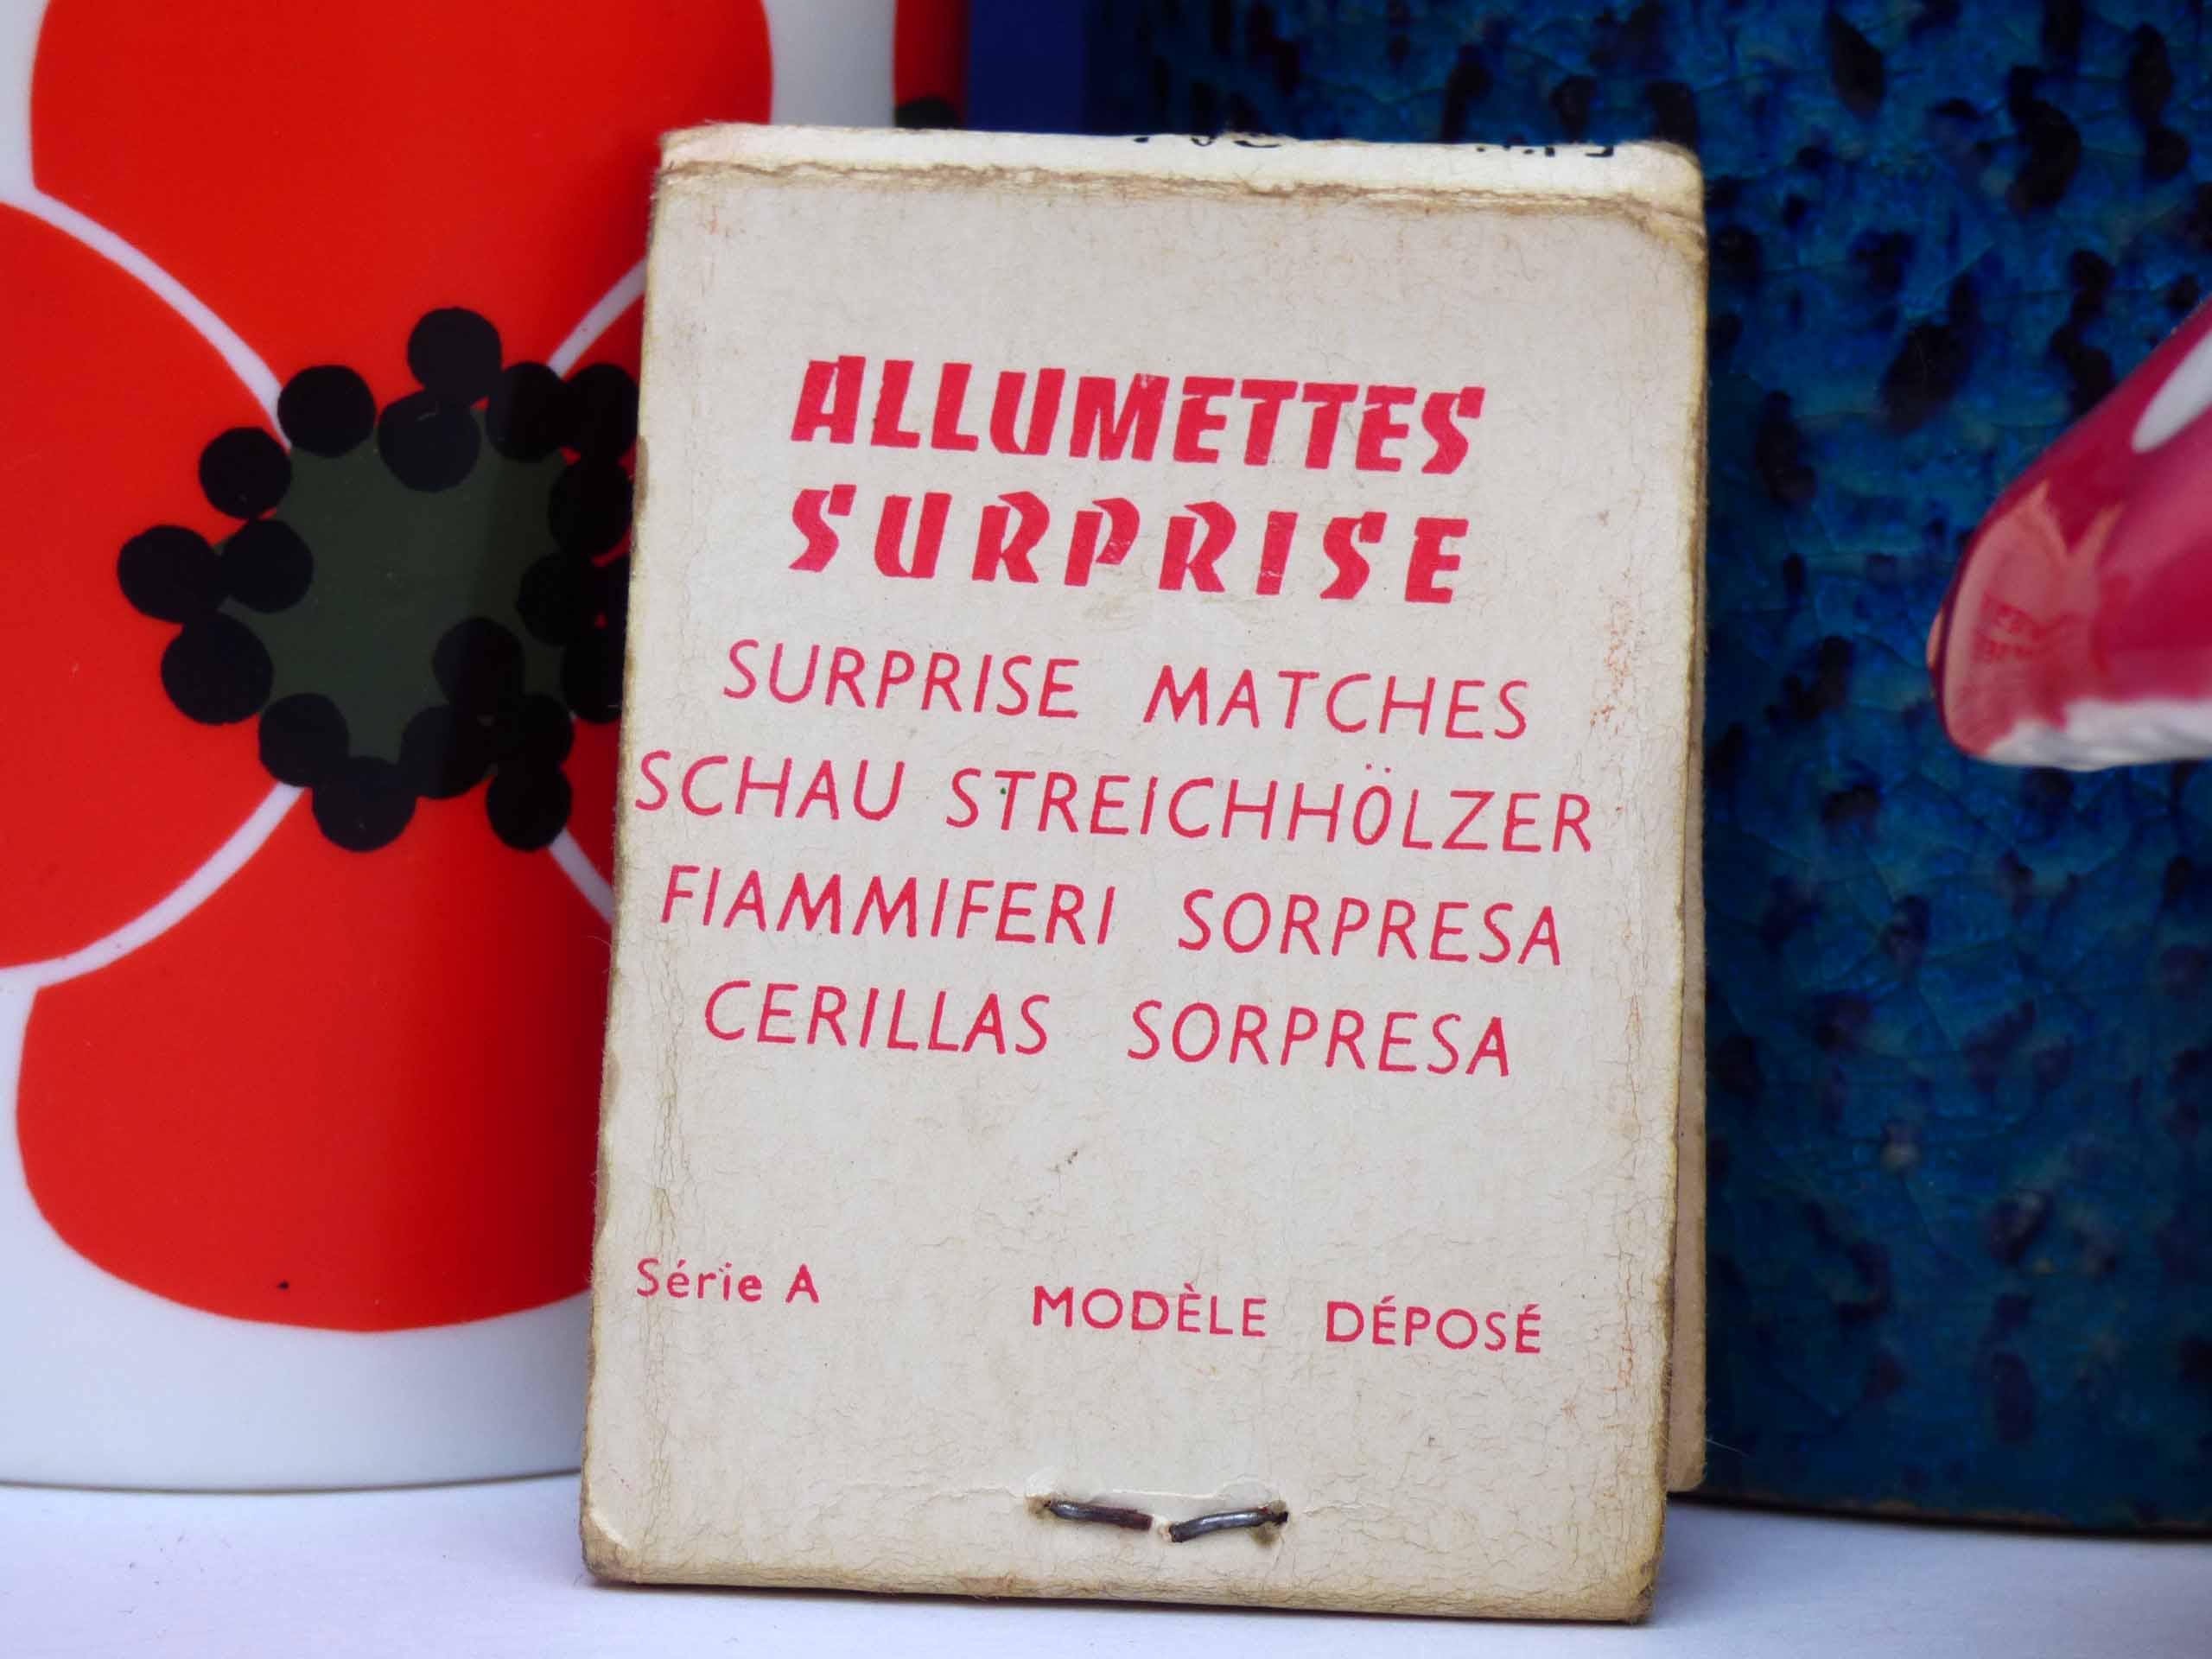 ALLUMETTES
SURPRISE
SURPRISE MATCHES
SCHAU STREICHHÖLZER
FIAMMIFERI SORPRESA
CERILLAS SORPRESA
Série A MODÈLE DÉPOSÉ